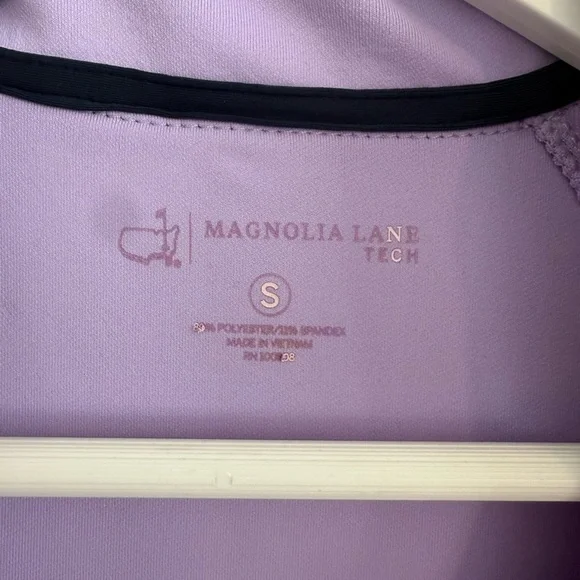 MAGNOLIA LANE
TECH
S
POLYESTER/11% SPANDEX
MADE IN VIETNAM
RN